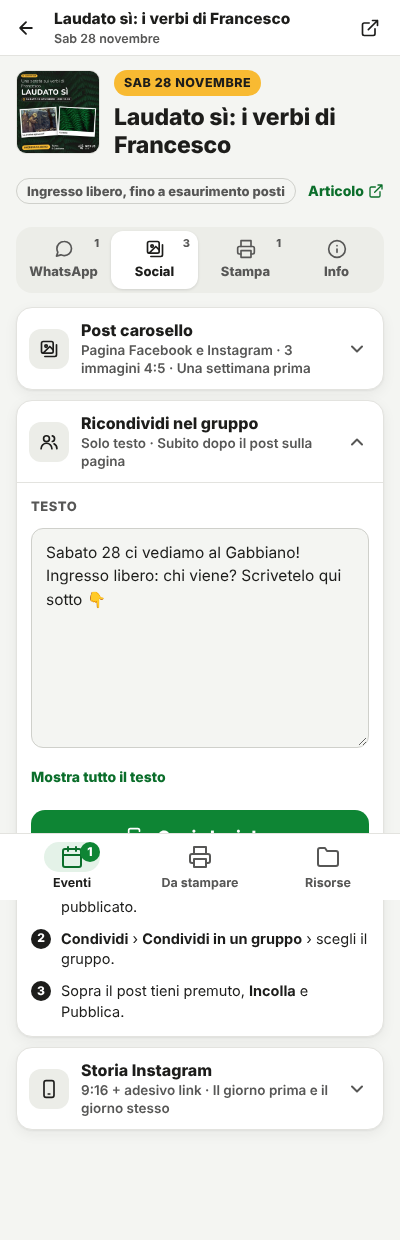 Laudato sì: i verbi di Francesco
Sab 28 novembre
LAUDATO SÌ
SAB 28 NOVEMBRE
Laudato sì: i verbi di
Francesco
Ingresso libero, fino a esaurimento posti
Articolo
1
WhatsApp
3
Social
1
Stampa
Info
Post carosello
Pagina Facebook e Instagram · 3
immagini 4:5 · Una settimana prima
Ricondividi nel gruppo
Solo testo · Subito dopo il post sulla
pagina
TESTO
Sabato 28 ci vediamo al Gabbiano!
Ingresso libero: chi viene? Scrivetelo qui
sotto 👇
Mostra tutto il testo
1
Eventi
Da stampare
Risorse
pubblicato.
2 Condividi › Condividi in un gruppo › scegli il
gruppo.
3 Sopra il post tieni premuto, Incolla e
Pubblica.
Storia Instagram
9:16 + adesivo link · Il giorno prima e il
giorno stesso